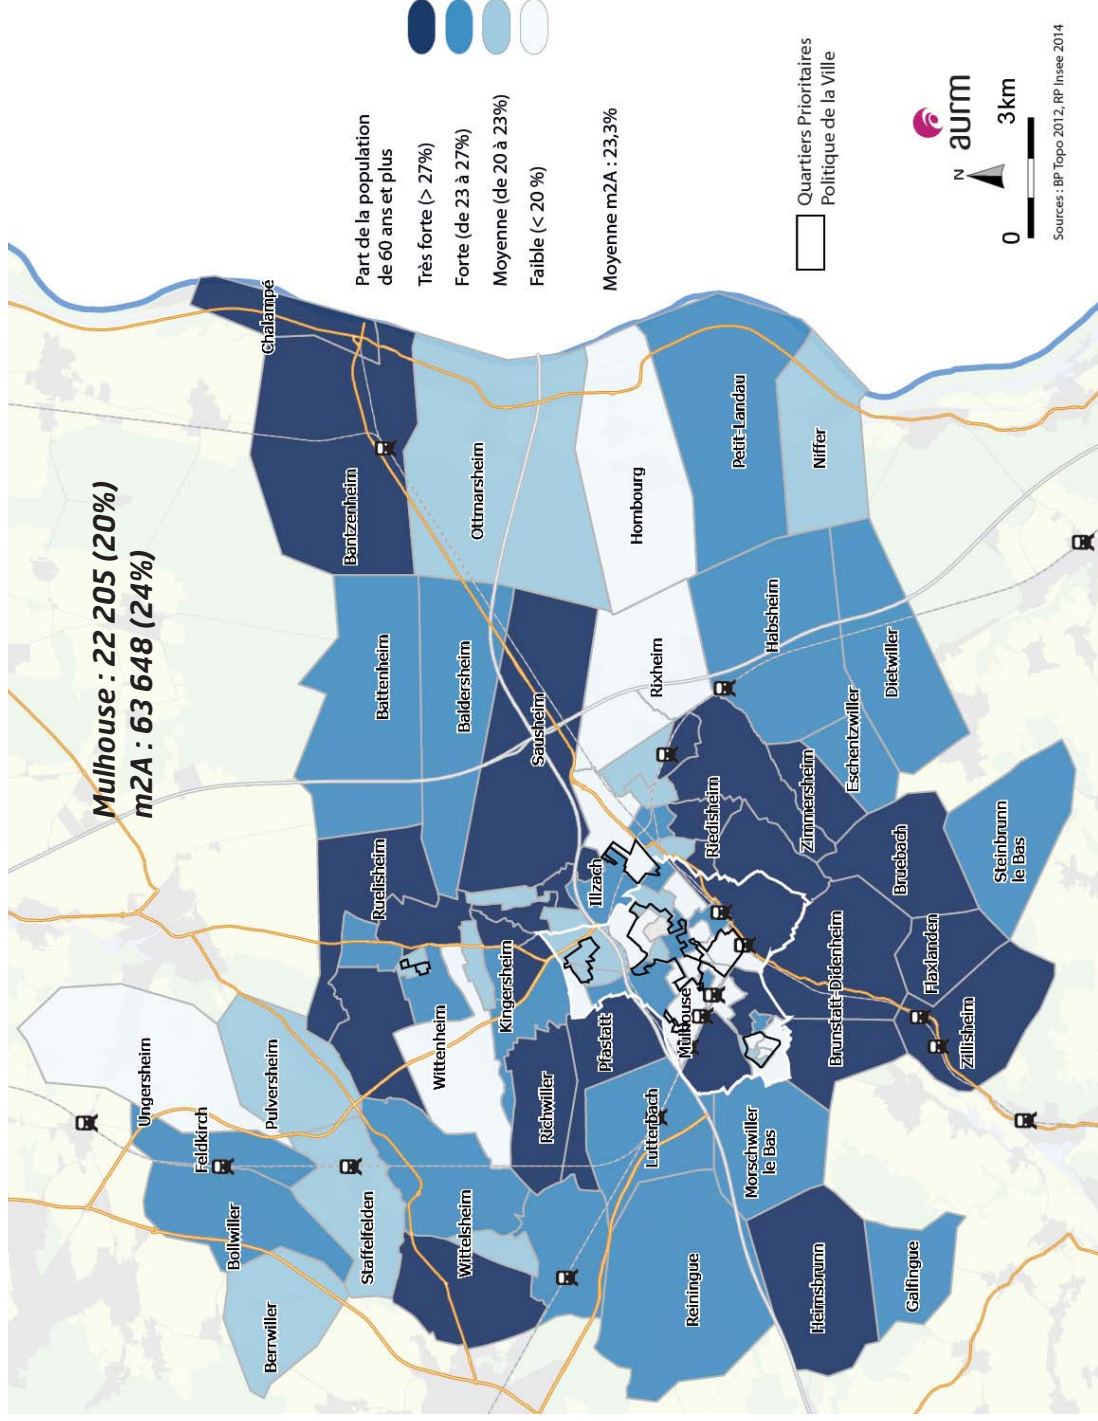 Mulhouse : 22 205 (20%)
m2A : 63 648 (24%)
Part de la population
de 60 ans et plus
Très forte (> 27%)
Forte (de 23 à 27%)
Moyenne (de 20 à 23%)
Faible (< 20 %)
Moyenne m2A : 23,3%
Quartiers Prioritaires
Politique de la Ville
N
aurm
0
3km
Sources : BP Topo 2012, RP Insee 2014
Ungersheim
Feldkirch
Bollwiller
Pulversheim
Berrwiller
Staffelfelden
Wittelsheim
Wittenheim
Ruelisheim
Battenheim
Bantzenheim
Chalampé
Baldersheim
Ottmarsheim
Kingersheim
Sausheim
Richwiller
Pfastatt
Illzach
Rixheim
Hombourg
Lutterbach
Mulhouse
Reiningue
Riedisheim
Petit-Landau
Habsheim
Morschwiller
le Bas
Zimmersheim
Niffer
Heimsbrunn
Brunstatt-Didenheim
Eschentzwiller
Dietwiller
Bruebach
Galfingue
Flaxlanden
Zillisheim
Steinbrunn
le Bas